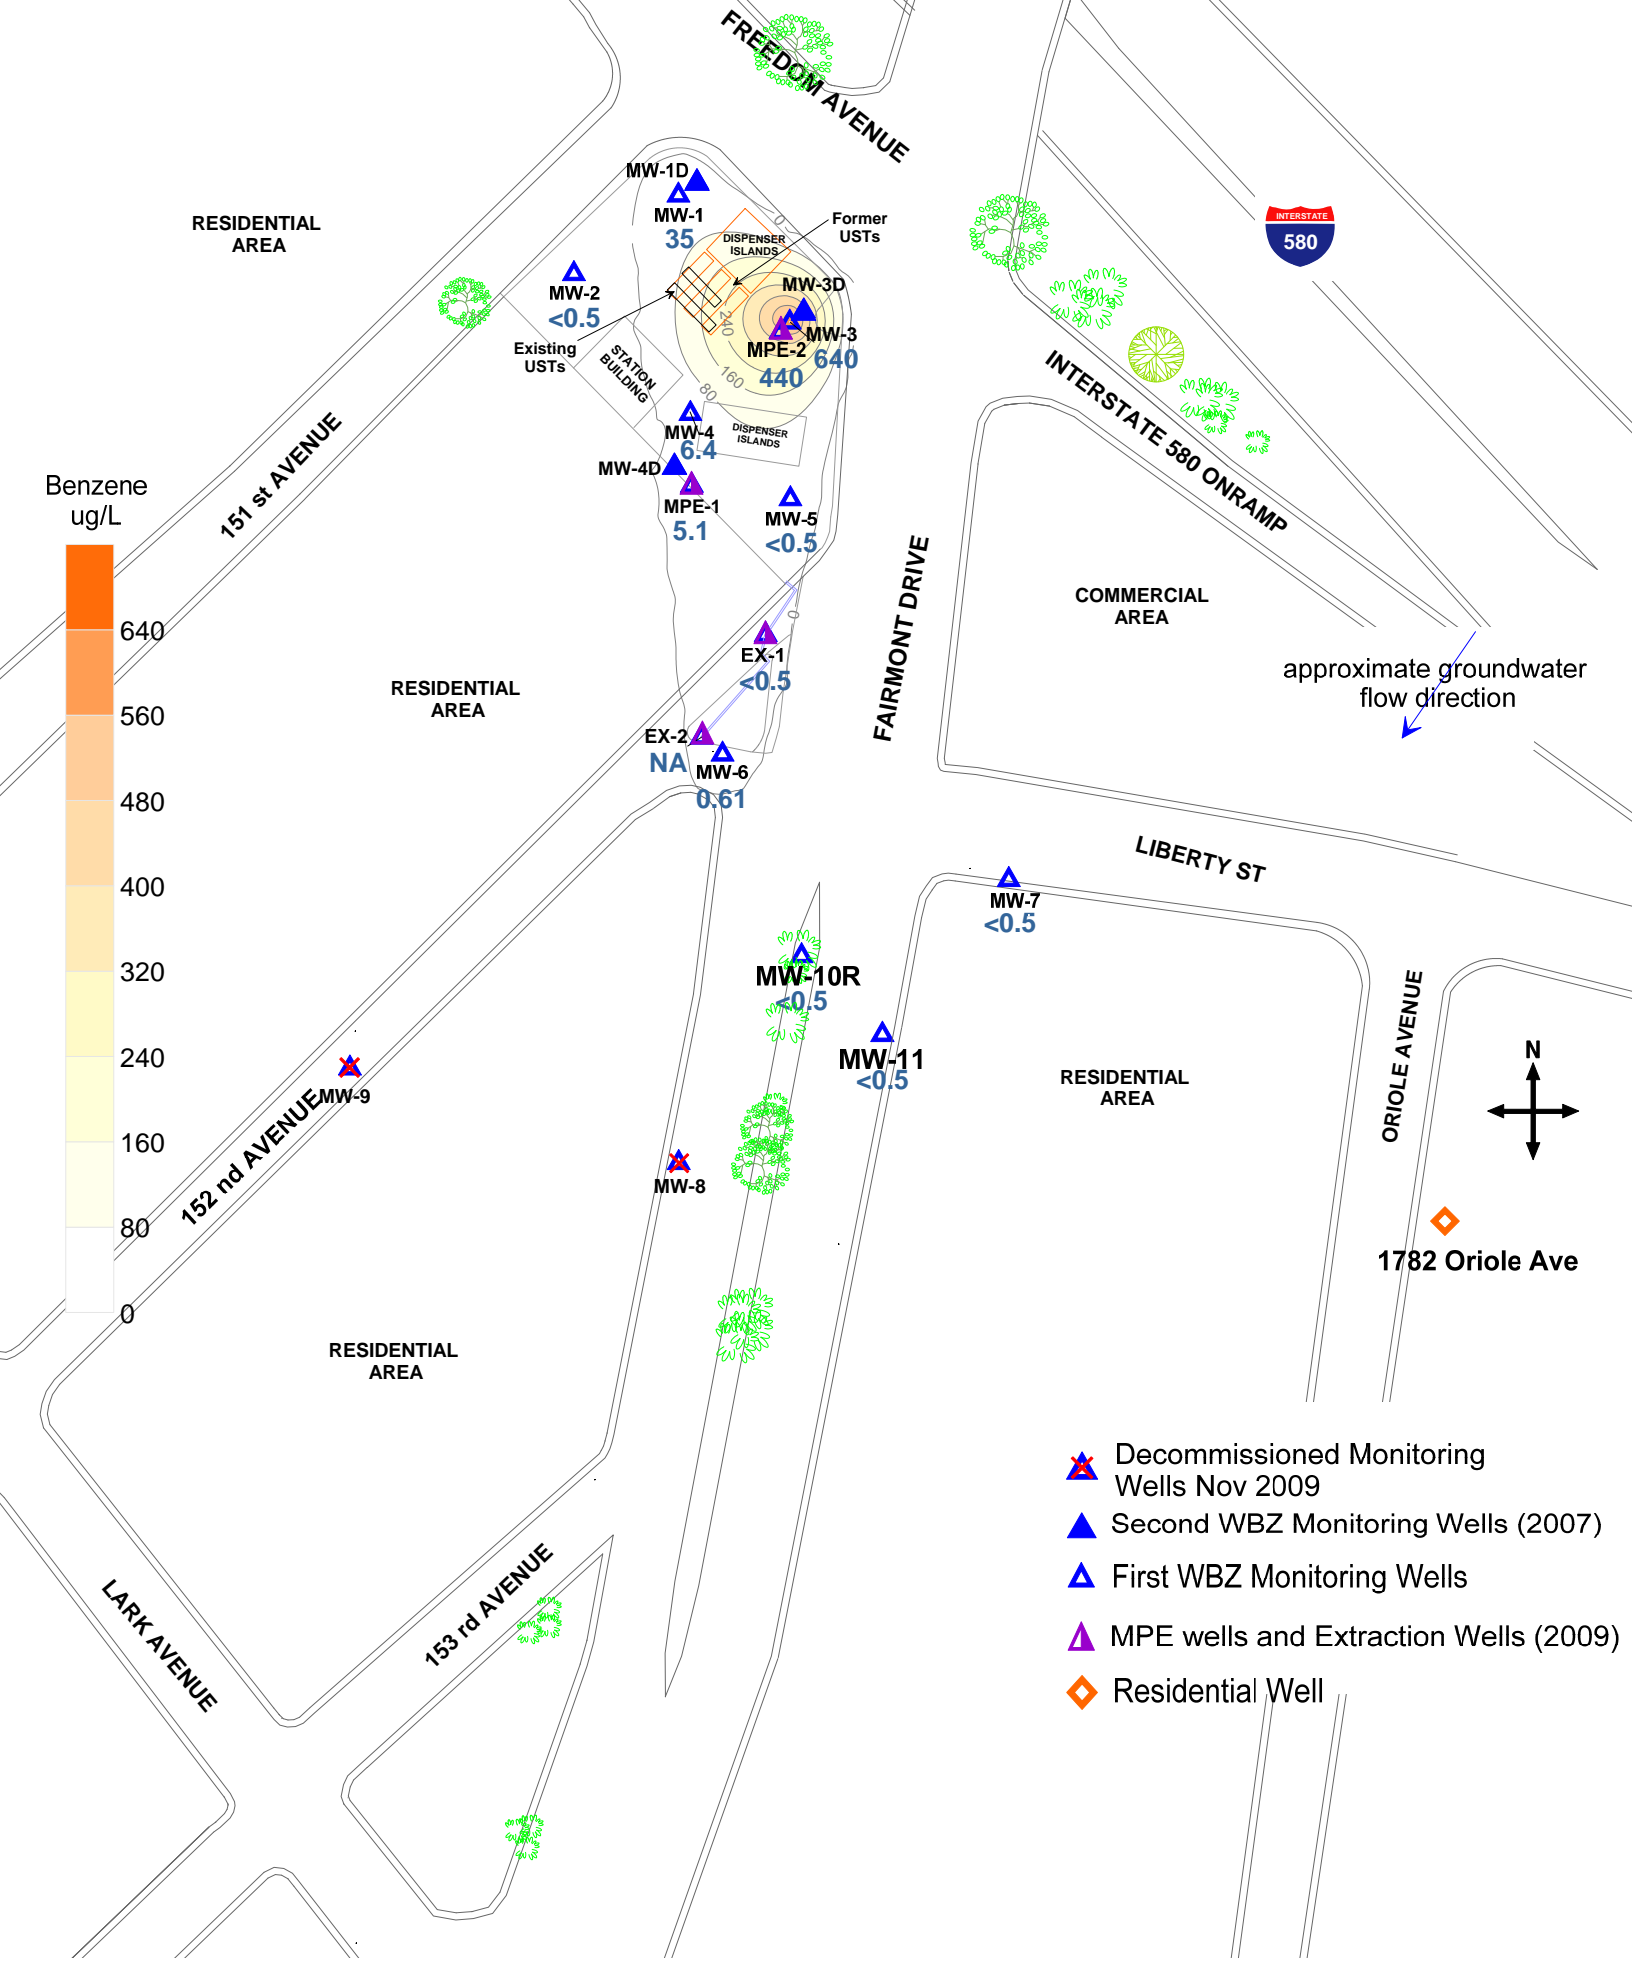 FREEDOM AVENUE
MW-1D
MW-1
35
RESIDENTIAL
AREA
Former
USTs
0
DISPENSER
ISLANDS
INTERSTATE
580
MW-2
<0.5
MW-3D
MW-3
640
MPE-2
440
240
160
80
Existing
USTs
STATION
BUILDING
MW-4
6.4
DISPENSER
ISLANDS
MW-4D
MPE-1
5.1
MW-5
<0.5
INTERSTATE 580 ONRAMP
151 st AVENUE
Benzene
ug/L
640
560
480
400
320
240
160
80
0
FAIRMONT DRIVE
COMMERCIAL
AREA
0
EX-1
<0.5
approximate groundwater
flow direction
RESIDENTIAL
AREA
EX-2
NA
MW-6
0.61
LIBERTY ST
MW-7
<0.5
MW-10R
<0.5
MW-11
<0.5
ORIOLE AVENUE
N
RESIDENTIAL
AREA
MW-9
152 nd AVENUE
MW-8
1782 Oriole Ave
RESIDENTIAL
AREA
Decommissioned Monitoring
Wells Nov 2009
Second WBZ Monitoring Wells (2007)
First WBZ Monitoring Wells
MPE wells and Extraction Wells (2009)
Residential Well
153 rd AVENUE
LARK AVENUE